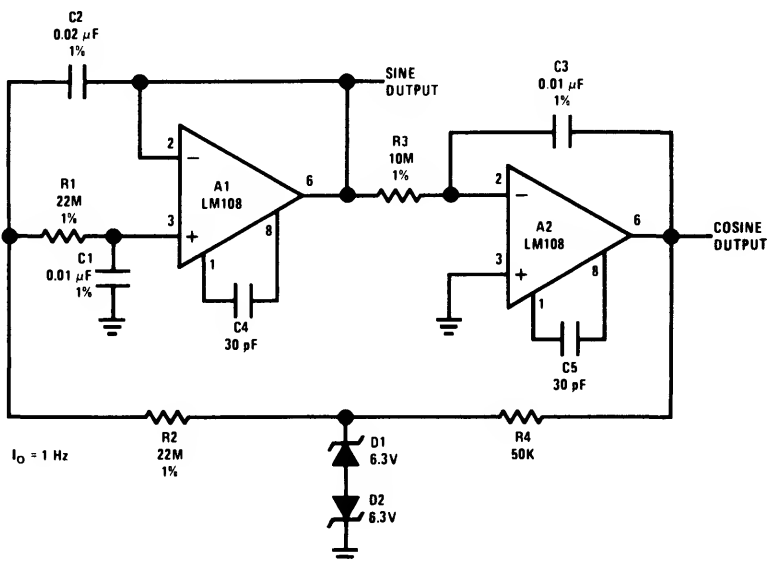 C2
0.02 μF
1%
SINE
OUTPUT
C3
0.01 μF
1%
R3
10M
1%
2
−
A1
LM108
6
R1
22M
1%
3
+
8
1
C1
0.01 μF
1%
C4
30 pF
2
−
A2
LM108
6
COSINE
OUTPUT
3
+
8
1
C5
30 pF
R2
22M
1%
D1
6.3V
R4
50K
IO = 1 Hz
D2
6.3V